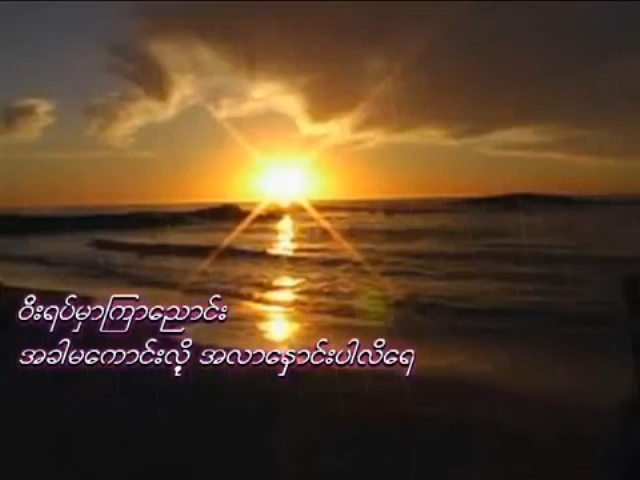 ဝီးရပ်မှာကြာညောင်း
အခါမကောင်းလို့ အလာနှောင်းပါလိရေ